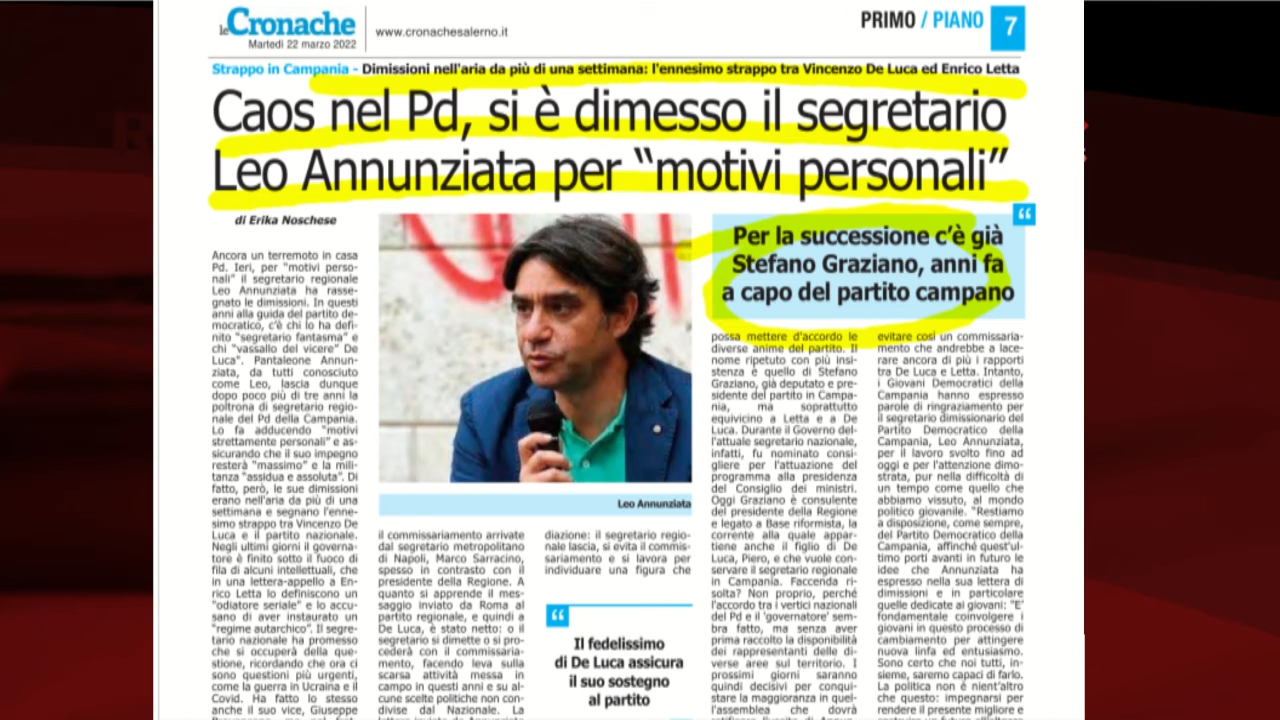 le Cronache
Martedì 22 marzo 2022
www.cronachesalerno.it
PRIMO / PIANO
7
Strappo in Campania - Dimissioni nell'aria da più di una settimana: l'ennesimo strappo tra Vincenzo De Luca ed Enrico Letta
Caos nel Pd, si è dimesso il segretario
Leo Annunziata per “motivi personali”
di Erika Noschese
Ancora un terremoto in casa
Pd. Ieri, per “motivi perso-
nali” il segretario regionale
Leo Annunziata ha rasse-
gnato le dimissioni. In questi
anni alla guida del partito de-
mocratico, c'è chi lo ha defi-
nito “segretario fantasma” e
chi “vassallo del vicere” De
Luca”. Pantaleone Annun-
ziata, da tutti conosciuto
come Leo, lascia dunque
dopo poco più di tre anni la
poltrona di segretario regio-
nale del Pd della Campania.
Lo fa adducendo “motivi
strettamente personali” e as-
sicurando che il suo impegno
resterà “massimo” e la mili-
tanza “assidua e assoluta”. Di
fatto, però, le sue dimissioni
erano nell'aria da più di una
settimana e segnano l'enne-
simo strappo tra Vincenzo De
Luca e il partito nazionale.
Negli ultimi giorni il governa-
tore è finito sotto il fuoco di
fila di alcuni intellettuali, che
in una lettera-appello a En-
rico Letta lo definiscono un
“odiatore seriale” e lo accu-
sano di aver instaurato un
“regime autarchico”. Il segre-
tario nazionale ha promesso
che si occuperà della que-
stione, ricordando che ora ci
sono questioni più urgenti,
come la guerra in Ucraina e il
Covid. Ha fatto lo stesso
anche il suo vice, Giuseppe
Leo Annunziata
il commissariamento arrivate
dal segretario metropolitano
di Napoli, Marco Sarracino,
spesso in contrasto con il
presidente della Regione. A
quanto si apprende il mes-
saggio inviato da Roma al
partito regionale, e quindi a
De Luca, è stato netto: o il
segretario si dimette o si pro-
cederà con il commissaria-
mento, facendo leva sulla
scarsa attività messa in
campo in questi anni e su al-
cune scelte politiche non con-
divise dal Nazionale. La
diazione: il segretario regio-
nale lascia, si evita il commis-
sariamento e si lavora per
individuare una figura che
“
Il fedelissimo
di De Luca assicura
il suo sostegno
al partito
“
Per la successione c'è già
Stefano Graziano, anni fa
a capo del partito campano
possa mettere d'accordo le
diverse anime del partito. Il
nome ripetuto con più insi-
stenza è quello di Stefano
Graziano, già deputato e pre-
sidente del partito in Campa-
nia, ma soprattutto
equivicino a Letta e a De
Luca. Durante il Governo del-
l'attuale segretario nazionale,
infatti, fu nominato consi-
gliere per l'attuazione del
programma alla presidenza
del Consiglio dei ministri.
Oggi Graziano è consulente
del presidente della Regione
e legato a Base riformista, la
corrente alla quale appar-
tiene anche il figlio di De
Luca, Piero, e che vuole con-
servare il segretario regionale
in Campania. Faccenda ri-
solta? Non proprio, perché
l'accordo tra i vertici nazionali
del Pd e il 'governatore' sem-
bra fatto, ma senza aver
prima raccolto la disponibilità
dei rappresentanti delle di-
verse aree sul territorio. I
prossimi giorni saranno
quindi decisivi per conqui-
stare la maggioranza in quel-
l'assemblea che dovrà
evitare così un commissaria-
mento che andrebbe a lace-
rare ancora di più i rapporti
tra De Luca e Letta. Intanto,
i Giovani Democratici della
Campania hanno espresso
parole di ringraziamento per
il segretario dimissionario del
Partito Democratico della
Campania, Leo Annunziata,
per il lavoro svolto fino ad
oggi e per l'attenzione dimo-
strata, pur nella difficoltà di
un tempo come quello che
abbiamo vissuto, al mondo
politico giovanile. “Restiamo
a disposizione, come sempre,
del Partito Democratico della
Campania, affinché quest'ul-
timo porti avanti in futuro le
idee che Annunziata ha
espresso nella sua lettera di
dimissioni e in particolare
quelle dedicate ai giovani: “E'
fondamentale coinvolgere i
giovani in questo processo di
cambiamento per attingere
nuova linfa ed entusiasmo.
Sono certo che noi tutti, in-
sieme, saremo capaci di farlo.
La politica non è nient'altro
che questo: impegnarsi per
rendere il presente migliore e